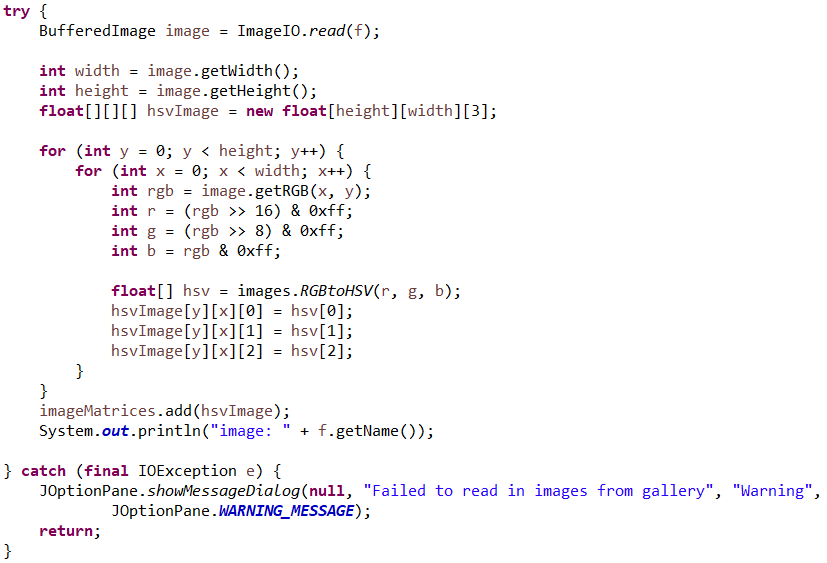 try {
    BufferedImage image = ImageIO.read(f);

    int width = image.getWidth();
    int height = image.getHeight();
    float[][][] hsvImage = new float[height][width][3];

    for (int y = 0; y < height; y++) {
        for (int x = 0; x < width; x++) {
            int rgb = image.getRGB(x, y);
            int r = (rgb >> 16) & 0xff;
            int g = (rgb >> 8) & 0xff;
            int b = rgb & 0xff;

            float[] hsv = images.RGBtoHSV(r, g, b);
            hsvImage[y][x][0] = hsv[0];
            hsvImage[y][x][1] = hsv[1];
            hsvImage[y][x][2] = hsv[2];
        }
    }
    imageMatrices.add(hsvImage);
    System.out.println("image: " + f.getName());

} catch (final IOException e) {
    JOptionPane.showMessageDialog(null, "Failed to read in images from gallery", "Warning",
            JOptionPane.WARNING_MESSAGE);
    return;
}